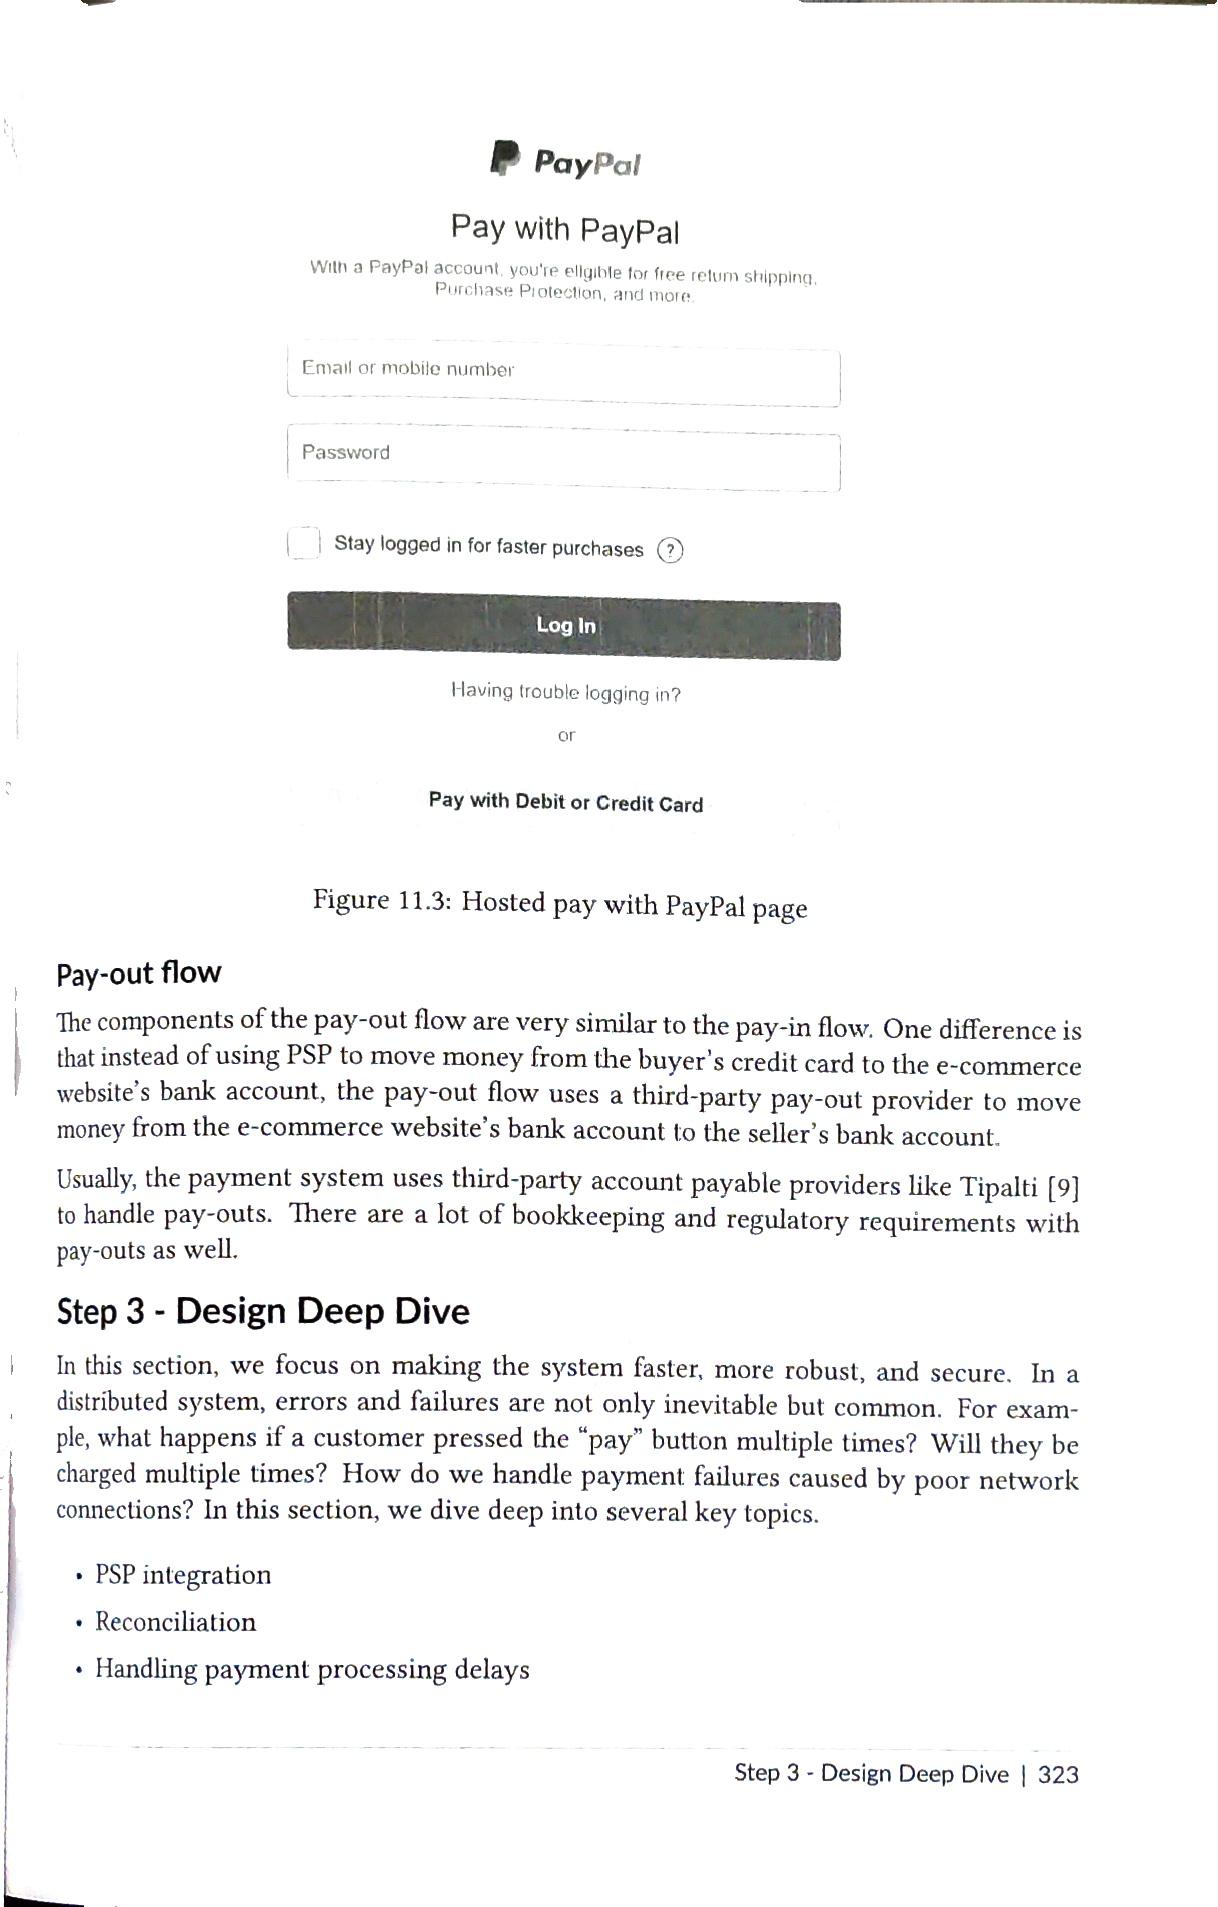 PayPal
Pay with PayPal
With a PayPal account, you're eligible for free return shipping,
Purchase Protection, and more.
Email or mobile number
Password
Stay logged in for faster purchases ?
Log In
Having trouble logging in?
or
Pay with Debit or Credit Card
Figure 11.3: Hosted pay with PayPal page
Pay-out flow
The components of the pay-out flow are very similar to the pay-in flow. One difference is
that instead of using PSP to move money from the buyer's credit card to the e-commerce
website's bank account, the pay-out flow uses a third-party pay-out provider to move
money from the e-commerce website's bank account to the seller's bank account.
Usually, the payment system uses third-party account payable providers like Tipalti [9]
to handle pay-outs. There are a lot of bookkeeping and regulatory requirements with
pay-outs as well.
Step 3 - Design Deep Dive
In this section, we focus on making the system faster, more robust, and secure. In a
distributed system, errors and failures are not only inevitable but common. For exam-
ple, what happens if a customer pressed the “pay” button multiple times? Will they be
charged multiple times? How do we handle payment failures caused by poor network
connections? In this section, we dive deep into several key topics.
• PSP integration
• Reconciliation
• Handling payment processing delays
Step 3 - Design Deep Dive | 323